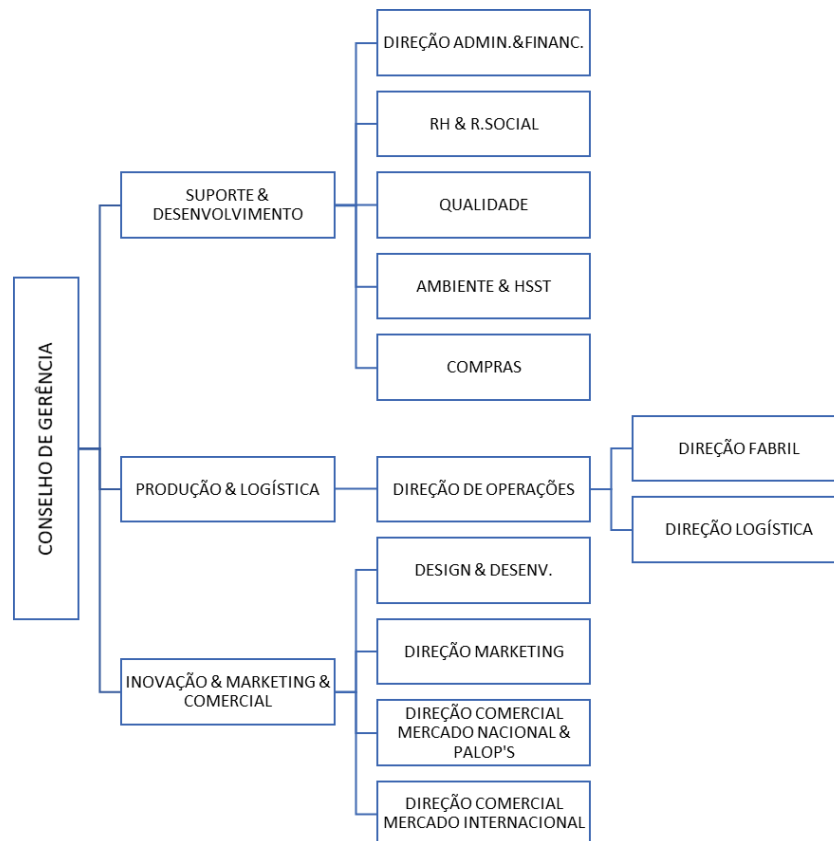 CONSELHO DE GERÊNCIA
SUPORTE &
DESENVOLVIMENTO
DIREÇÃO ADMIN.&FINANC.
RH & R.SOCIAL
QUALIDADE
AMBIENTE & HSST
COMPRAS
PRODUÇÃO & LOGÍSTICA
DIREÇÃO DE OPERAÇÕES
DIREÇÃO FABRIL
DIREÇÃO LOGÍSTICA
INOVAÇÃO & MARKETING &
COMERCIAL
DESIGN & DESENV.
DIREÇÃO MARKETING
DIREÇÃO COMERCIAL
MERCADO NACIONAL &
PALOP'S
DIREÇÃO COMERCIAL
MERCADO INTERNACIONAL